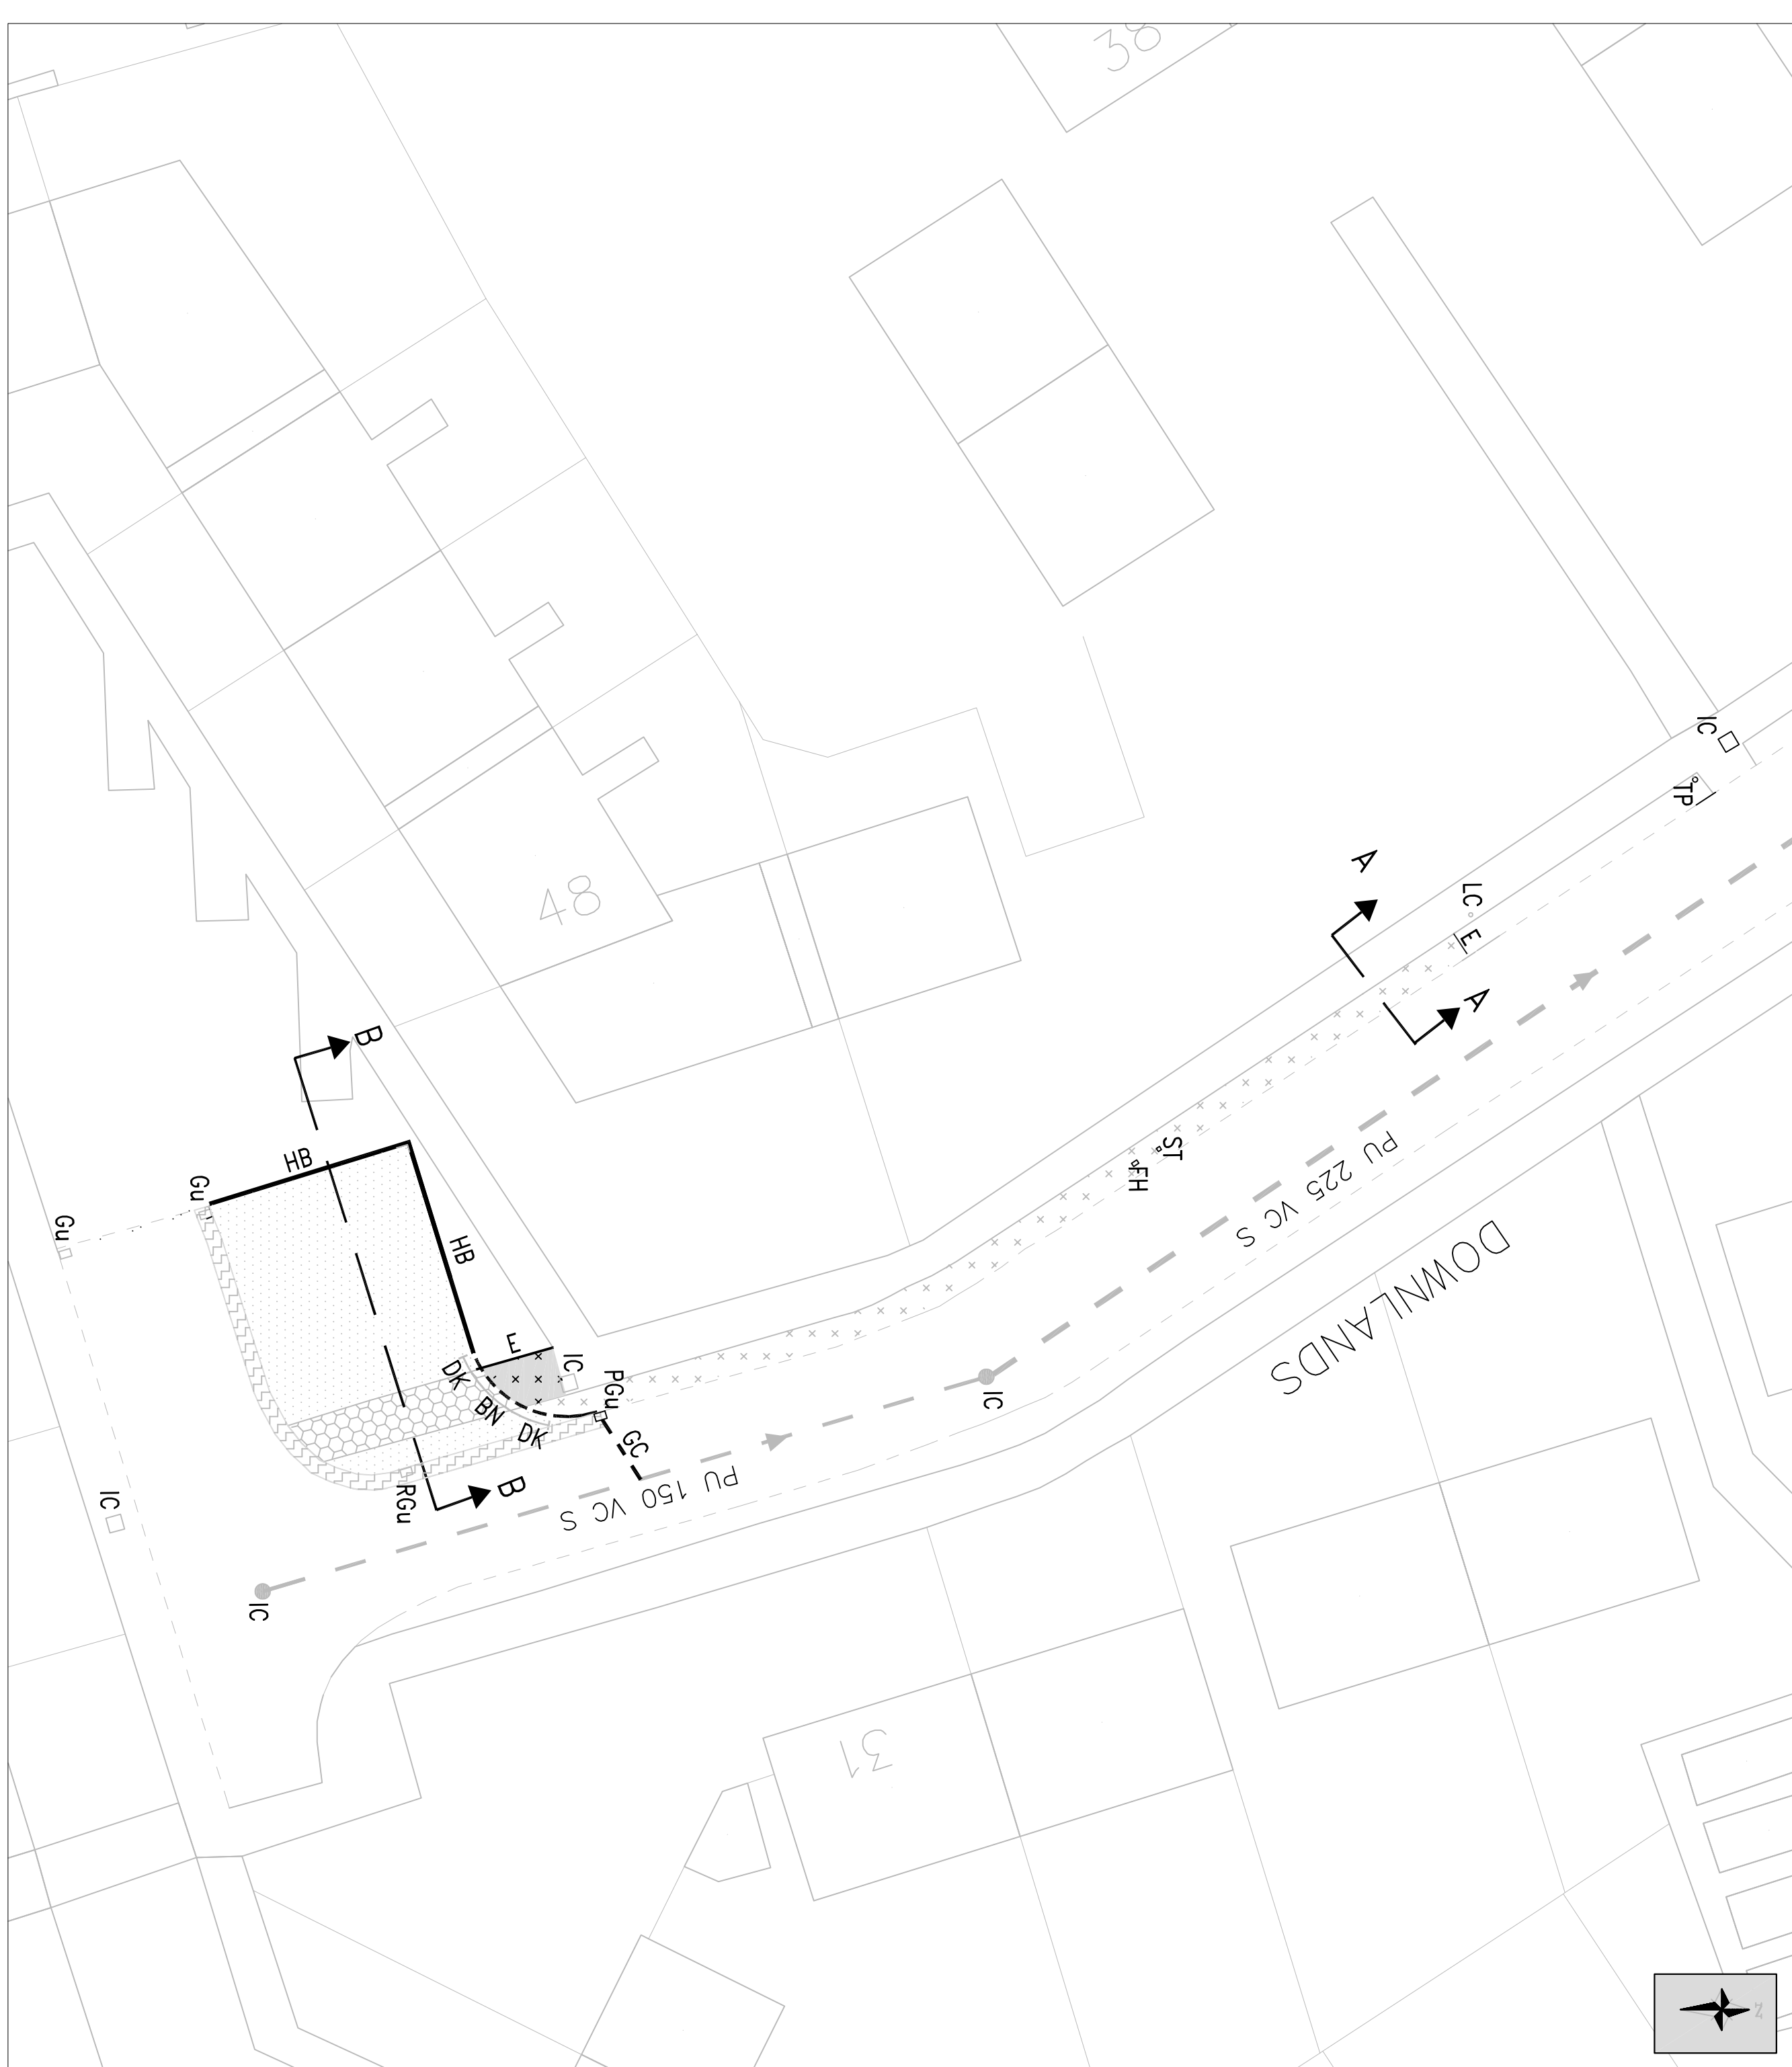 38
IC
TP
A
LC
E
A
48
B
ST
FH
PU 225 VC S
HB
Gu
Gu
HB
DOWNLANDS
E
IC
DK
PGu
BN
DK
GC
IC
PU 150 VC S
B
RGu
IC
IC
31
N